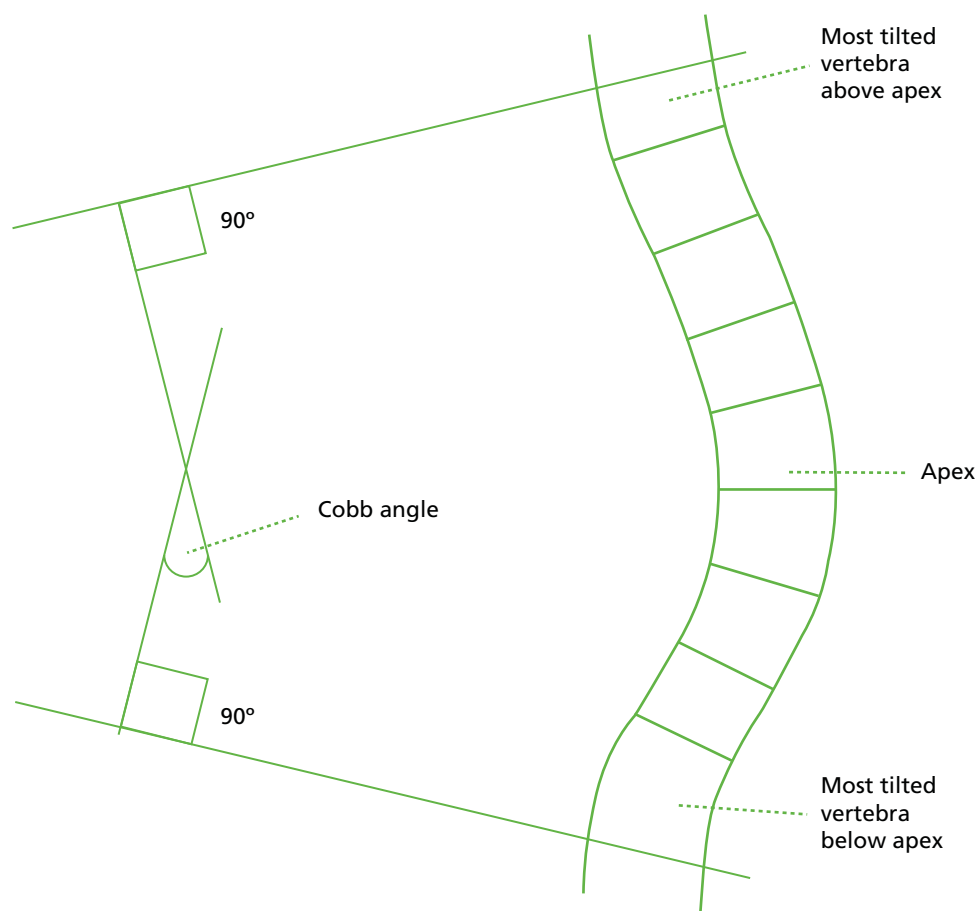 Most tilted
vertebra
above apex
90°
Apex
Cobb angle
90°
Most tilted
vertebra
below apex